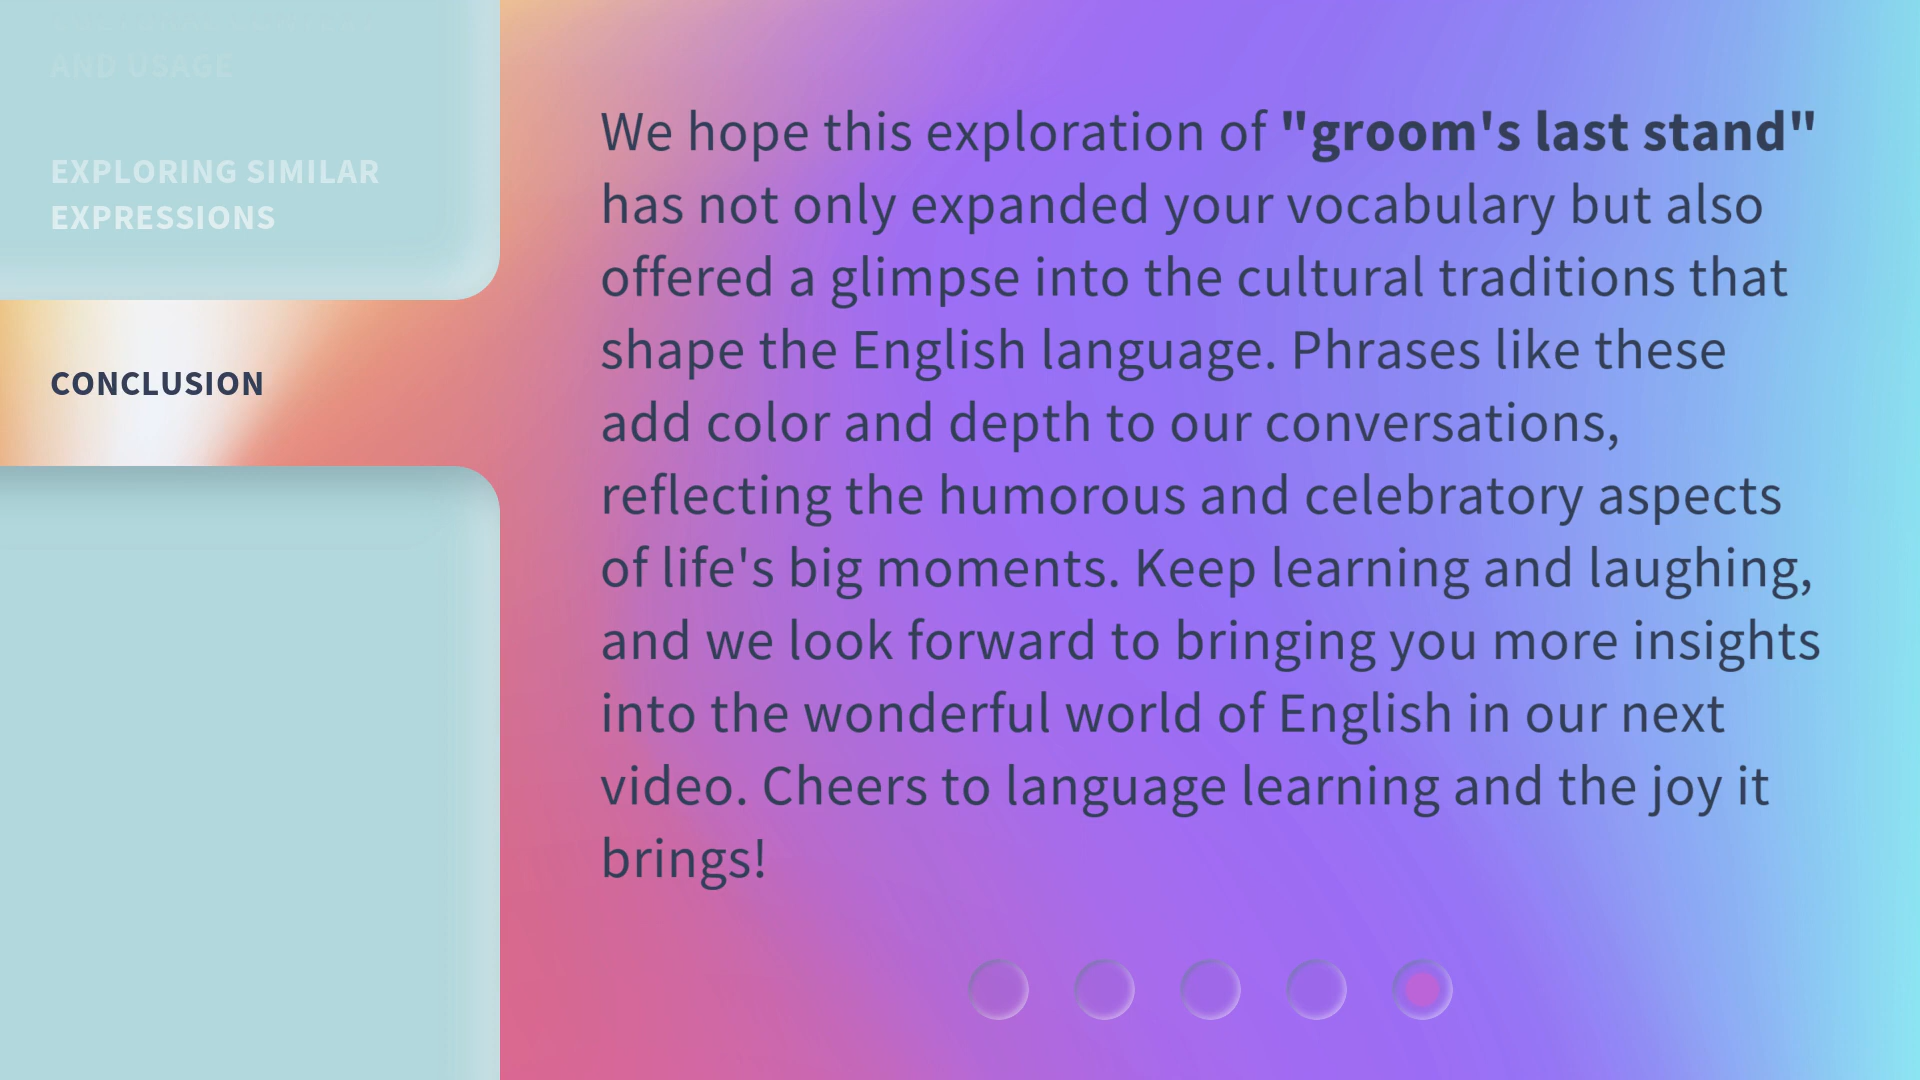 AND USAGE
EXPLORING SIMILAR
EXPRESSIONS
CONCLUSION
We hope this exploration of "groom's last stand"
has not only expanded your vocabulary but also
offered a glimpse into the cultural traditions that
shape the English language. Phrases like these
add color and depth to our conversations,
reflecting the humorous and celebratory aspects
of life's big moments. Keep learning and laughing,
and we look forward to bringing you more insights
into the wonderful world of English in our next
video. Cheers to language learning and the joy it
brings!